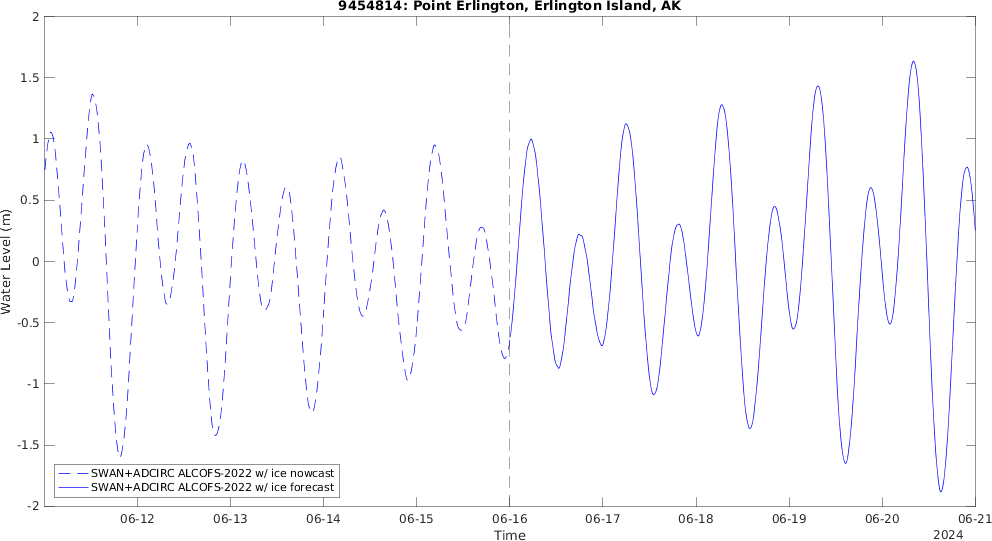 9454814: Point Erlington, Erlington Island, AK
2
1.5
1
0.5
0
-0.5
-1
-1.5
-2
Water Level (m)
SWAN+ADCIRC ALCOFS-2022 w/ ice nowcast
SWAN+ADCIRC ALCOFS-2022 w/ ice forecast
06-12 06-13 06-14 06-15 06-16 06-17 06-18 06-19 06-20 06-21
Time
2024